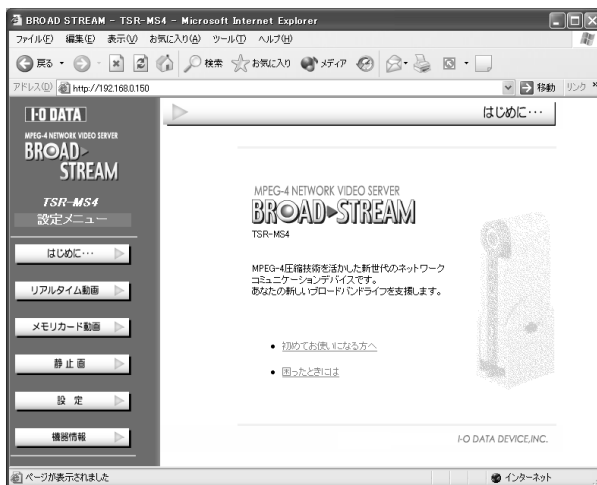 BROAD STREAM - TSR-MS4 - Microsoft Internet Explorer
ファイル(F) 編集(E) 表示(V) お気に入り(A) ツール(T) ヘルプ(H)
戻る 検索 お気に入り メディア
アドレス(D) http://192.168.0.150 移動 リンク »
I-O DATA
MPEG-4 NETWORK VIDEO SERVER
BROAD
STREAM
TSR-MS4
設定メニュー
はじめに…
リアルタイム動画
メモリカード動画
静止画
設 定
機器情報
はじめに…
MPEG-4 NETWORK VIDEO SERVER
BROAD STREAM
TSR-MS4
MPEG-4圧縮技術を活かした新世代のネットワーク
コミュニケーションデバイスです。
あなたの新しいブロードバンドライフを支援します。
• 初めてお使いになる方へ
• 困ったときには
I-O DATA DEVICE,INC.
ページが表示されました インターネット